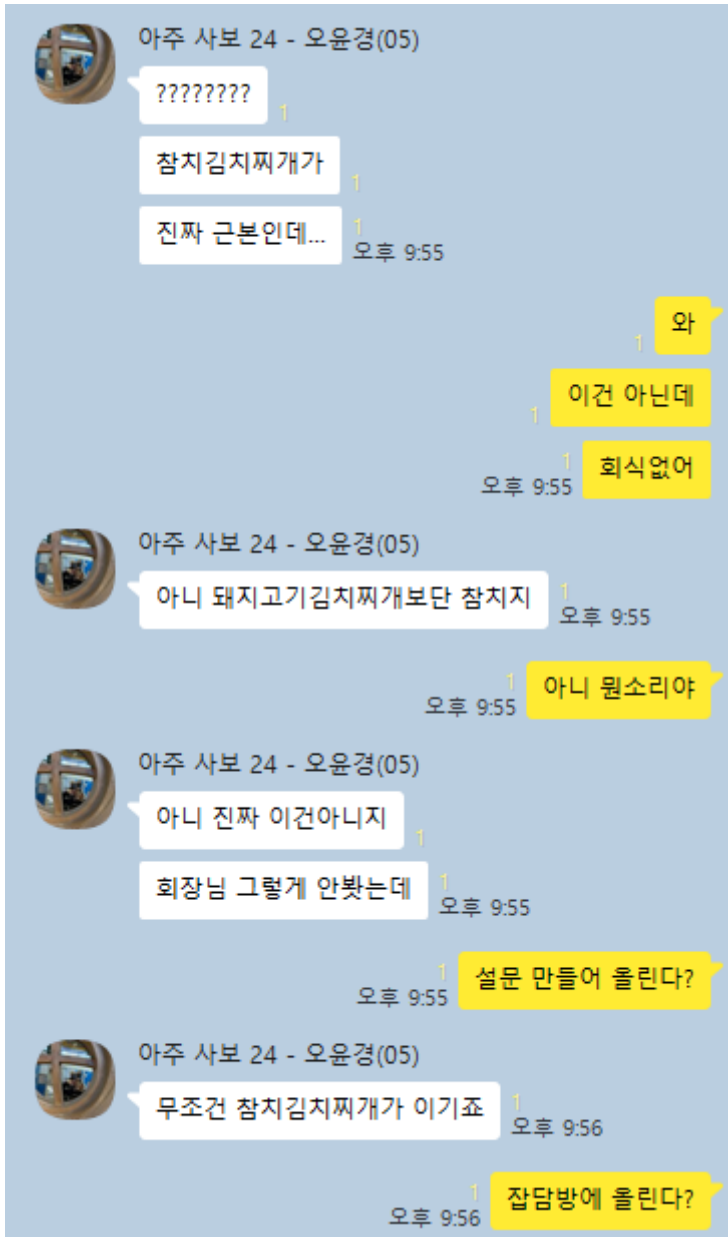 아주 사보 24 - 오윤경(05)
????????
1
참치김치찌개가
1
진짜 근본인데...
1
오후 9:55
와
1
이건 아닌데
1
회식없어
1
오후 9:55
아주 사보 24 - 오윤경(05)
아니 돼지고기김치찌개보단 참치지
1
오후 9:55
아니 뭔소리야
1
오후 9:55
아주 사보 24 - 오윤경(05)
아니 진짜 이건아니지
1
회장님 그렇게 안봣는데
1
오후 9:55
설문 만들어 올린다?
1
오후 9:55
아주 사보 24 - 오윤경(05)
무조건 참치김치찌개가 이기죠
1
오후 9:56
잡담방에 올린다?
1
오후 9:56